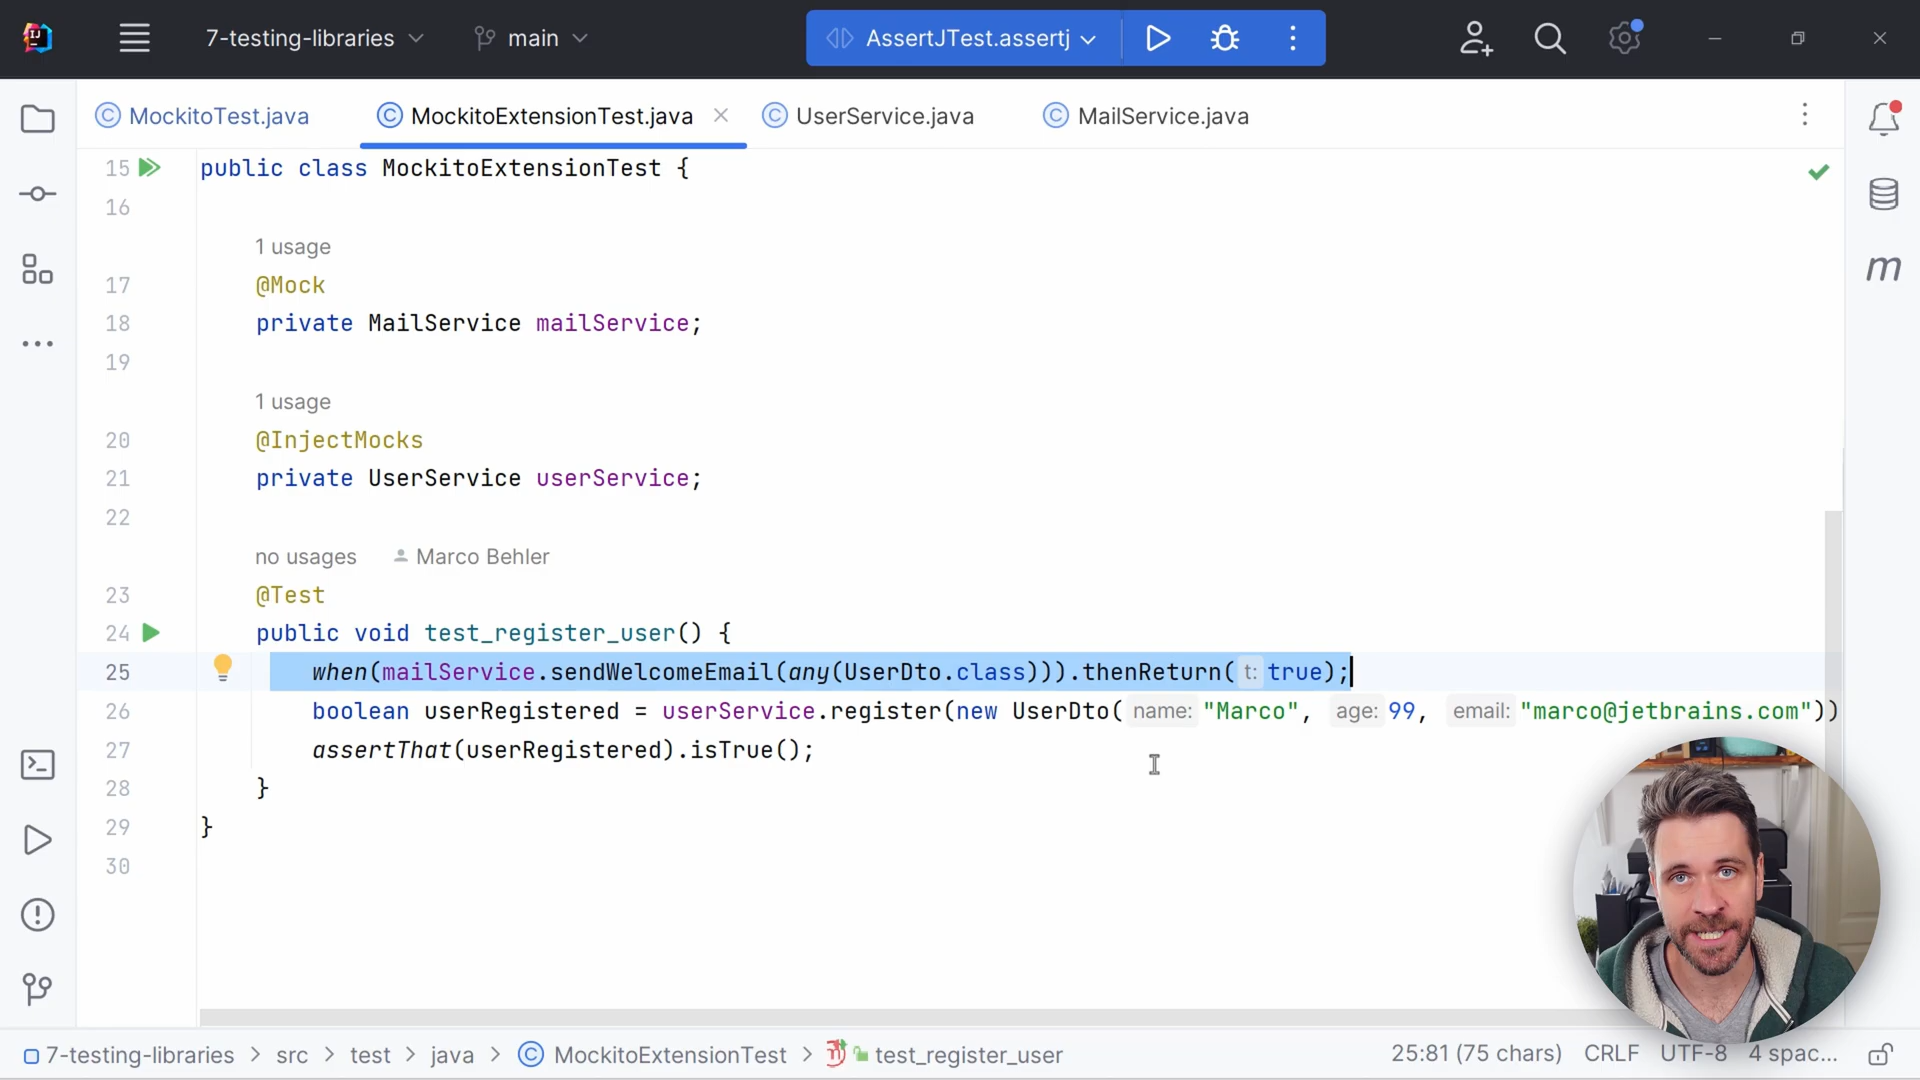 7-testing-libraries main AssertJTest.assertj
MockitoTest.java MockitoExtensionTest.java UserService.java MailService.java
15 public class MockitoExtensionTest {
16
1 usage
17 @Mock
18 private MailService mailService;
19
1 usage
20 @InjectMocks
21 private UserService userService;
22
no usages Marco Behler
23 @Test
24 public void test_register_user() {
25 when(mailService.sendWelcomeEmail(any(UserDto.class))).thenReturn( t: true);
26 boolean userRegistered = userService.register(new UserDto( name: "Marco", age: 99, email: "marco@jetbrains.com"))
27 assertThat(userRegistered).isTrue();
28 }
29 }
30
7-testing-libraries > src > test > java > MockitoExtensionTest > test_register_user 25:81 (75 chars) CRLF UTF-8 4 spac...